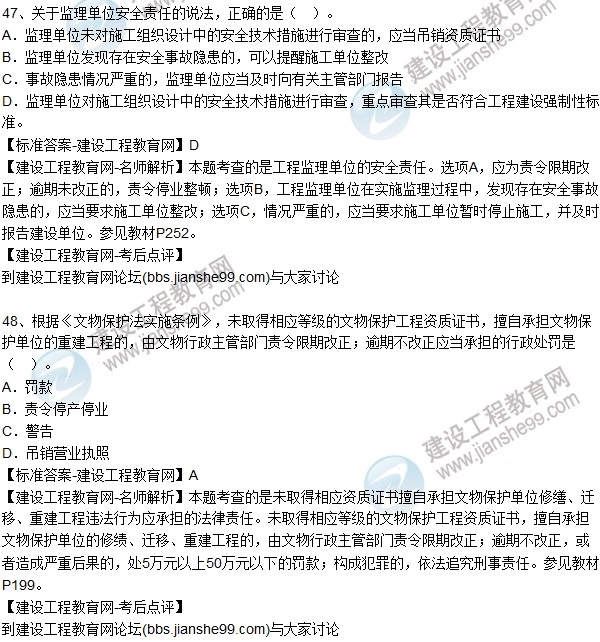 47、关于监理单位安全责任的说法，正确的是（　）。
A．监理单位未对施工组织设计中的安全技术措施进行审查的，应当吊销资质证书
B．监理单位发现存在安全事故隐患的，可以提醒施工单位整改
C．事故隐患情况严重的，监理单位应当及时向有关主管部门报告
D．监理单位对施工组织设计中的安全技术措施进行审查，重点审查其是否符合工程建设强制性标
准。
【标准答案-建设工程教育网】D
【建设工程教育网-名师解析】本题考查的是工程监理单位的安全责任。选项A，应为责令限期改
正；逾期未改正的，责令停业整顿；选项B，工程监理单位在实施监理过程中，发现存在安全事故
隐患的，应当要求施工单位整改；选项C，情况严重的，应当要求施工单位暂时停止施工，并及时
报告建设单位。参见教材P252。
【建设工程教育网-考后点评】
到建设工程教育网论坛(bbs.jianshe99.com)与大家讨论
48、根据《文物保护法实施条例》，未取得相应等级的文物保护工程资质证书，擅自承担文物保
护单位的重建工程的，由文物行政主管部门责令限期改正；逾期不改正应当承担的行政处罚是
（　）。
A．罚款
B．责令停产停业
C．警告
D．吊销营业执照
【标准答案-建设工程教育网】A
【建设工程教育网-名师解析】本题考查的是未取得相应资质证书擅自承担文物保护单位修缮、迁
移、重建工程违法行为应承担的法律责任。未取得相应等级的文物保护工程资质证书，擅自承担
文物保护单位的修缮、迁移、重建工程的，由文物行政主管部门责令限期改正；逾期不改正，或
者造成严重后果的，处5万元以上50万元以下的罚款；构成犯罪的，依法追究刑事责任。参见教材
P199。
【建设工程教育网-考后点评】
到建设工程教育网论坛(bbs.jianshe99.com)与大家讨论
建设工程教育网
www.jianshe99.com
建设工程教育网
www.jianshe99.com
建设工程教育网
www.jianshe99.com